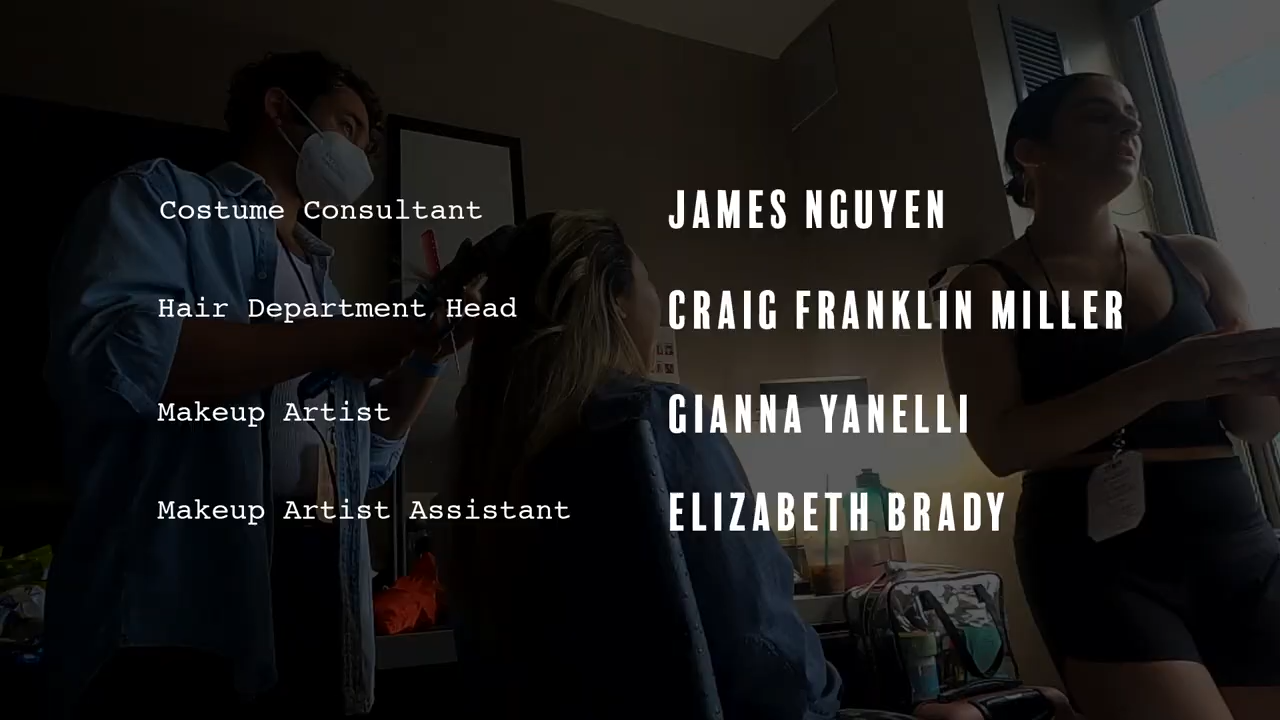 Costume Consultant JAMES NGUYEN
Hair Department Head CRAIG FRANKLIN MILLER
Makeup Artist GIANNA YANELLI
Makeup Artist Assistant ELIZABETH BRADY